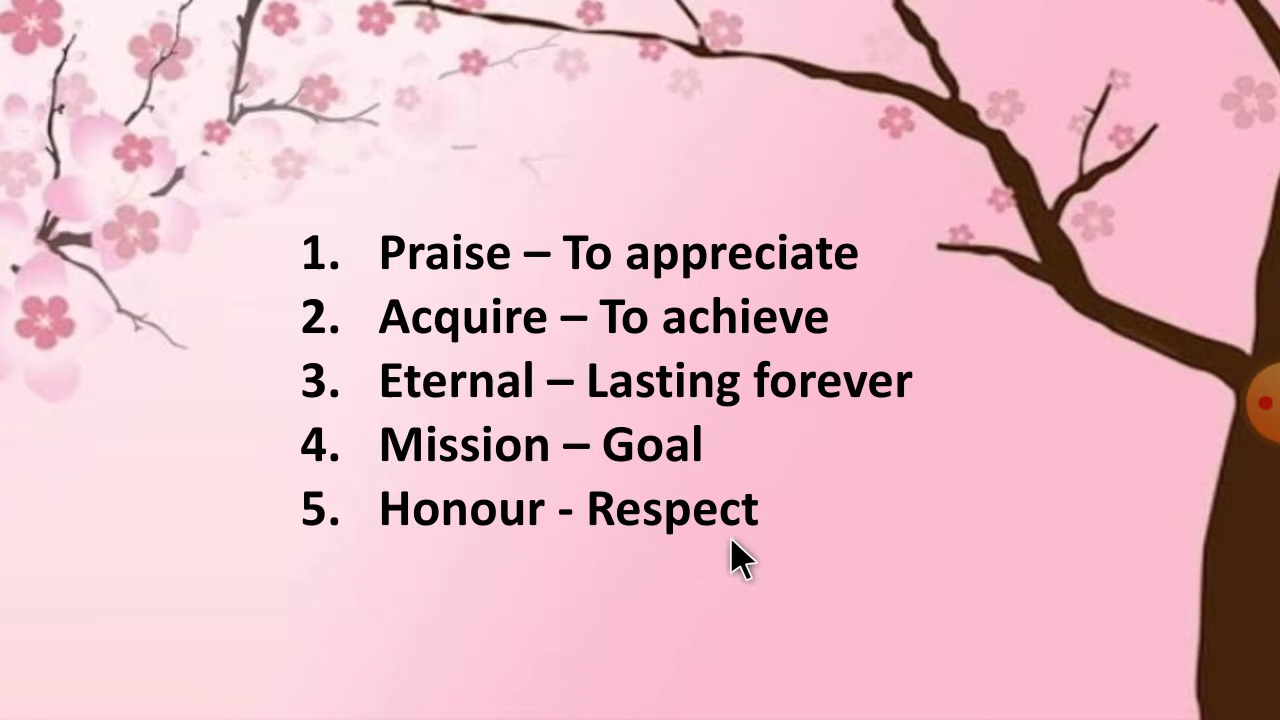 1. Praise – To appreciate
2. Acquire – To achieve
3. Eternal – Lasting forever
4. Mission – Goal
5. Honour - Respect